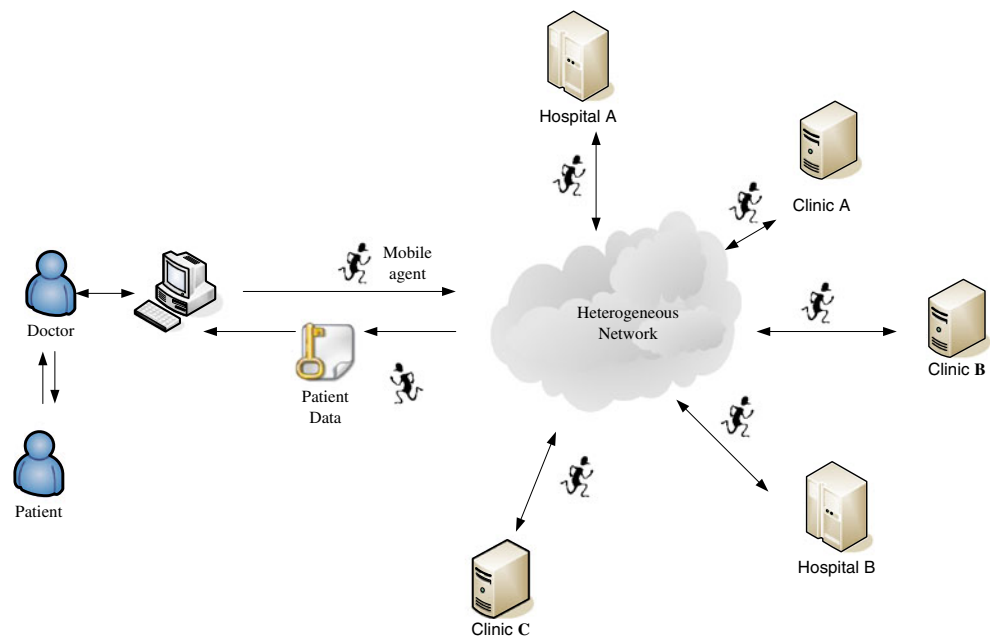 Hospital A
Clinic A
Mobile
agent
Doctor
Heterogeneous
Network
Clinic B
Patient
Data
Patient
Hospital B
Clinic C